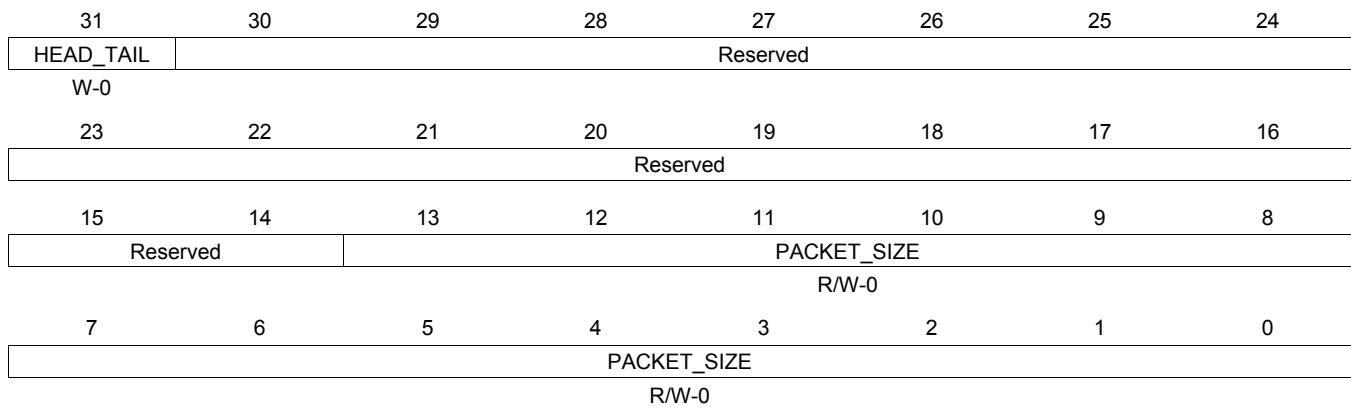 31 30 29 28 27 26 25 24
HEAD_TAIL Reserved
W-0
23 22 21 20 19 18 17 16
Reserved
15 14 13 12 11 10 9 8
Reserved PACKET_SIZE
R/W-0
7 6 5 4 3 2 1 0
PACKET_SIZE
R/W-0